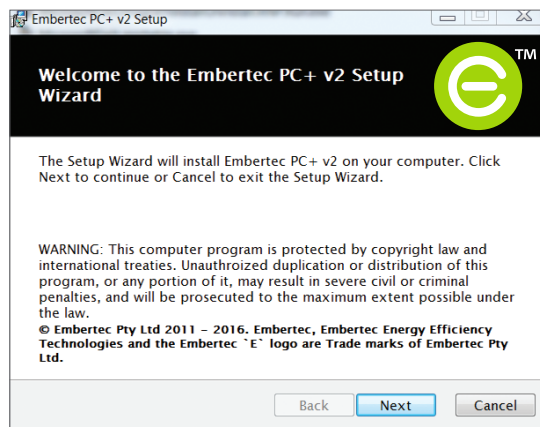 Embertec PC+ v2 Setup
Welcome to the Embertec PC+ v2 Setup
Wizard
TM
The Setup Wizard will install Embertec PC+ v2 on your computer. Click
Next to continue or Cancel to exit the Setup Wizard.
WARNING: This computer program is protected by copyright law and
international treaties. Unauthroized duplication or distribution of this
program, or any portion of it, may result in severe civil or criminal
penalties, and will be prosecuted to the maximum extent possible under
the law.
© Embertec Pty Ltd 2011 – 2016. Embertec, Embertec Energy Efficiency
Technologies and the Embertec `E` logo are Trade marks of Embertec Pty
Ltd.
Back Next Cancel